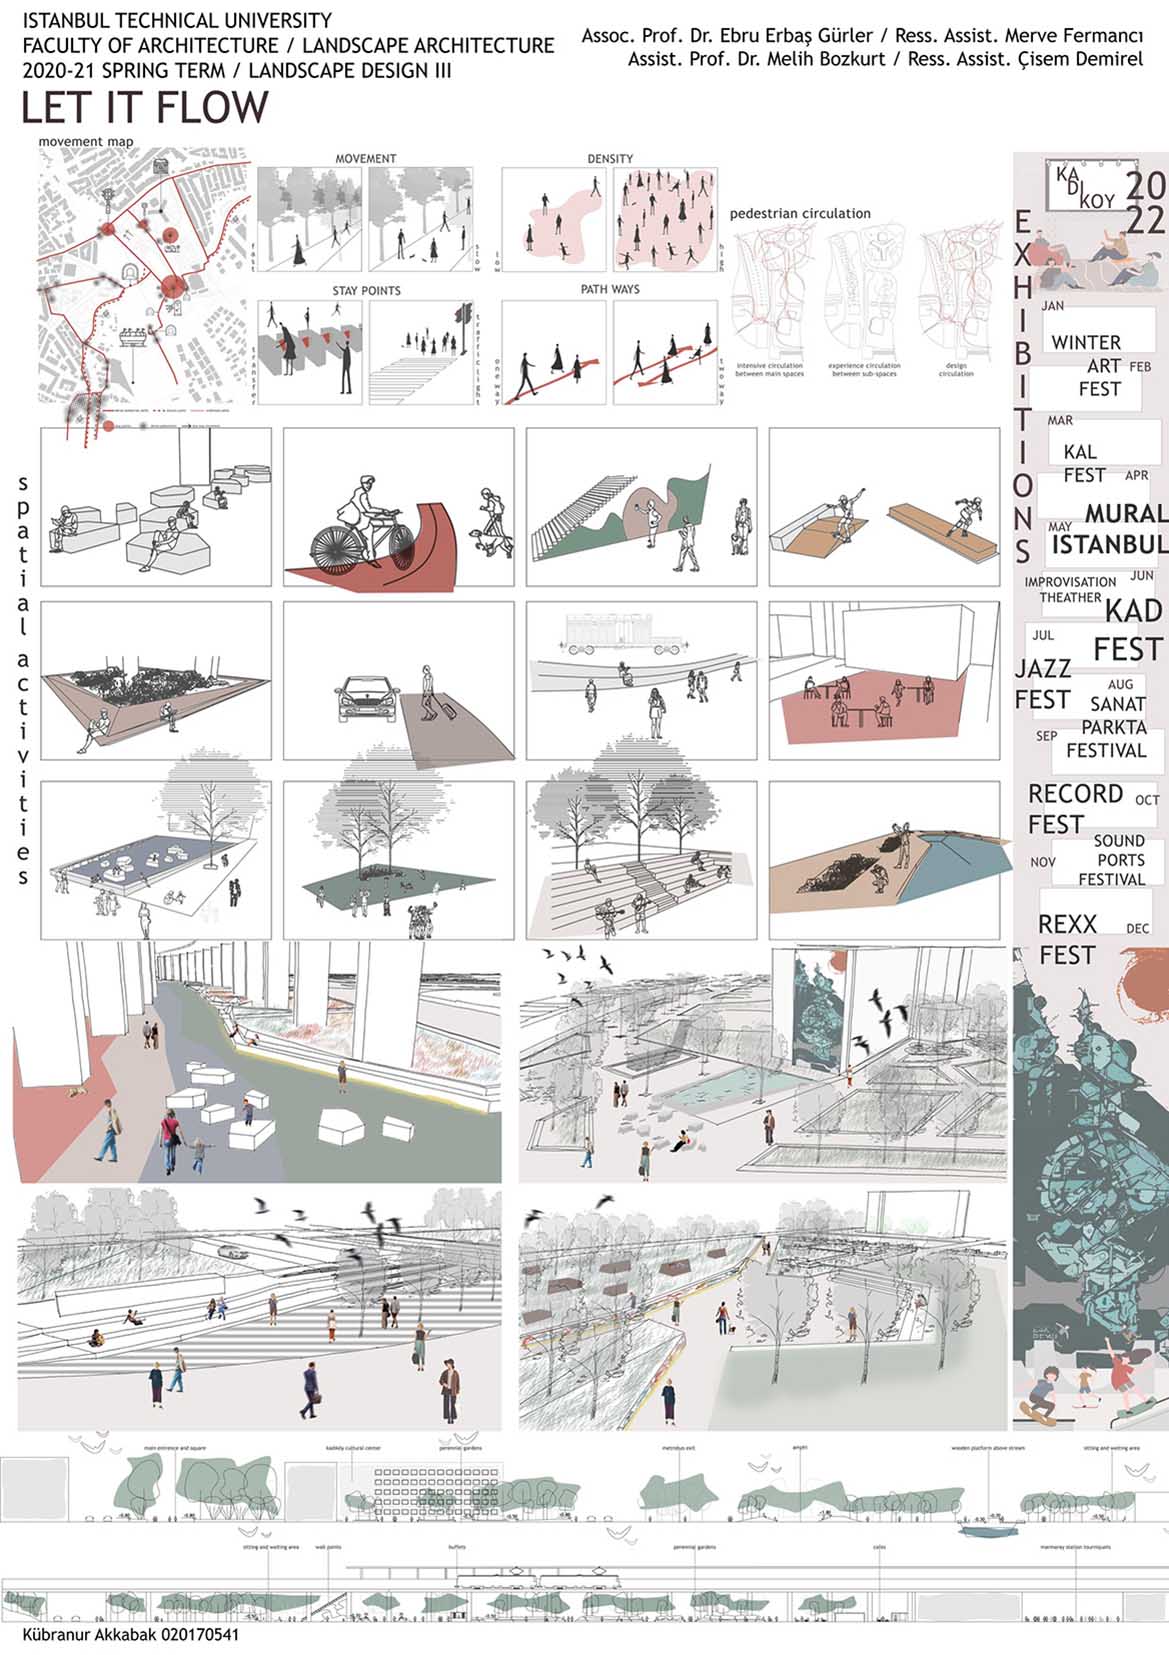 ISTANBUL TECHNICAL UNIVERSITY
FACULTY OF ARCHITECTURE / LANDSCAPE ARCHITECTURE
2020-21 SPRING TERM / LANDSCAPE DESIGN III
Assoc. Prof. Dr. Ebru Erbaş Gürler / Ress. Assist. Merve Fermancı
Assist. Prof. Dr. Melih Bozkurt / Ress. Assist. Çisem Demirel
LET IT FLOW
movement map
MOVEMENT
fast
slow
DENSITY
low
high
STAY POINTS
transfer
trafficlight
PATH WAYS
oneway
twoway
pedestrian circulation
intensive circulation
between main spaces
experience circulation
between sub-spaces
design
circulation
spatial activities
KADIKOY
2022
EXHIBITIONS
JAN
WINTER
ART FEB
FEST
MAR
KAL
FEST APR
MURAL
MAY
ISTANBUL
JUN
IMPROVISATION
THEATHER
KAD
FEST
JUL
JAZZ
FEST
AUG
SANAT
PARKTA
SEP
FESTIVAL
RECORD
OCT
FEST
SOUND
NOV
PORTS
FESTIVAL
REXX
DEC
FEST
main entrance and square
kadıköy cultural center
perennial gardens
metrobus exit
amphi
wooden platform above stream
sitting and waiting area
sitting and waiting area
walk points
buffets
perennial gardens
cafes
marmaray station tourniquets
Kübranur Akkabak 020170541